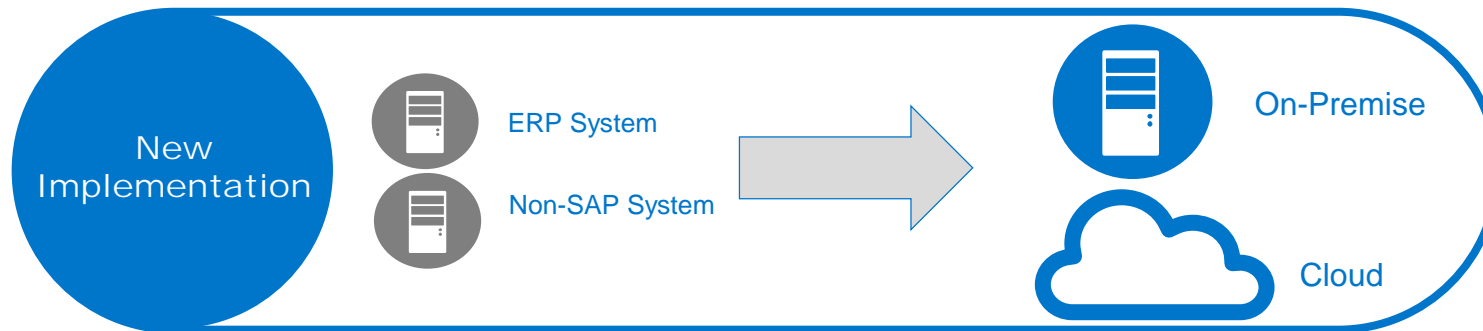 New
Implementation
ERP System
Non-SAP System
On-Premise
Cloud